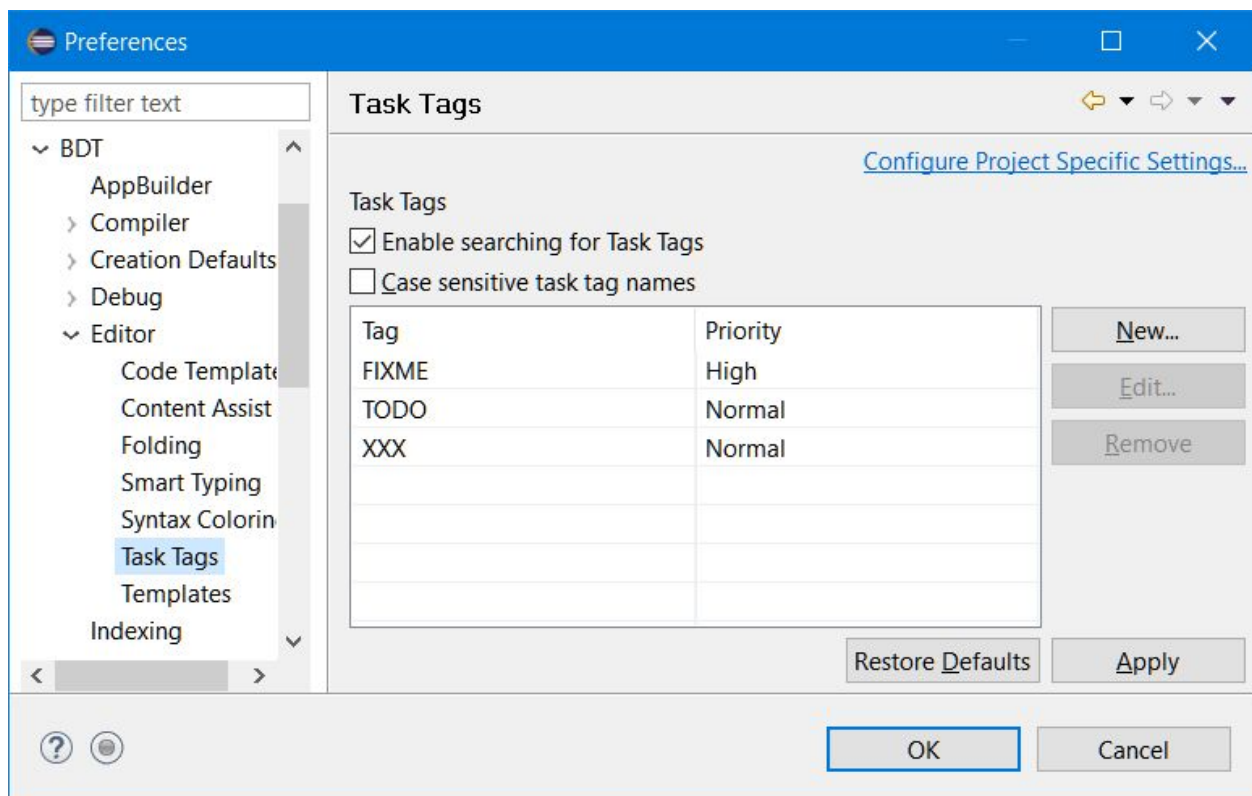 Preferences
type filter text
BDT
AppBuilder
Compiler
Creation Defaults
Debug
Editor
Code Template
Content Assist
Folding
Smart Typing
Syntax Colorin
Task Tags
Templates
Indexing
Task Tags
Configure Project Specific Settings...
Task Tags
Enable searching for Task Tags
Case sensitive task tag names
Tag Priority
FIXME High
TODO Normal
XXX Normal
New...
Edit...
Remove
Restore Defaults Apply
? OK Cancel